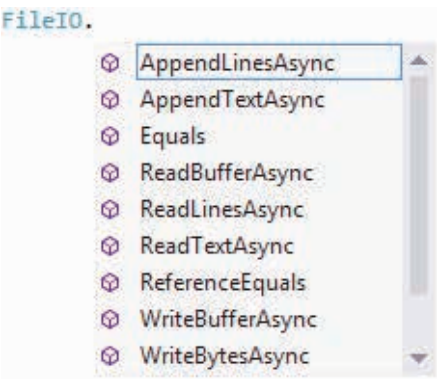 FileIO.
AppendLinesAsync
AppendTextAsync
Equals
ReadBufferAsync
ReadLinesAsync
ReadTextAsync
ReferenceEquals
WriteBufferAsync
WriteBytesAsync